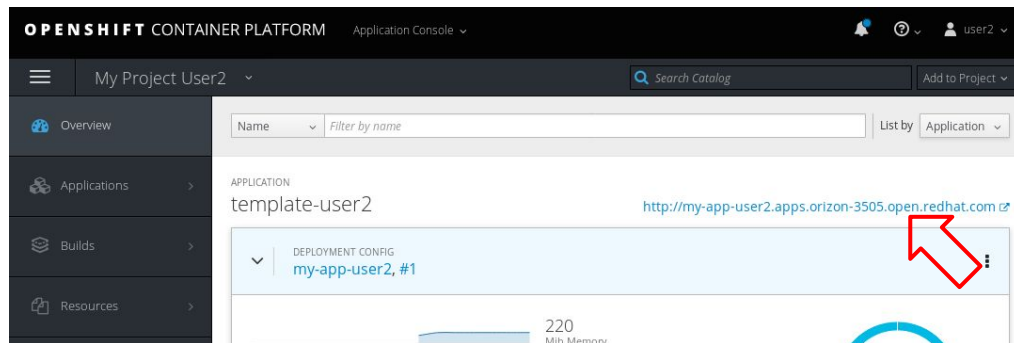 OPENSHIFT CONTAINER PLATFORM Application Console
user2
My Project User2 Search Catalog Add to Project
Overview
Name Filter by name List by Application
Applications
APPLICATION
template-user2
http://my-app-user2.apps.orizon-3505.open.redhat.com
Builds
DEPLOYMENT CONFIG
my-app-user2, #1
Resources
220
Mib Memory